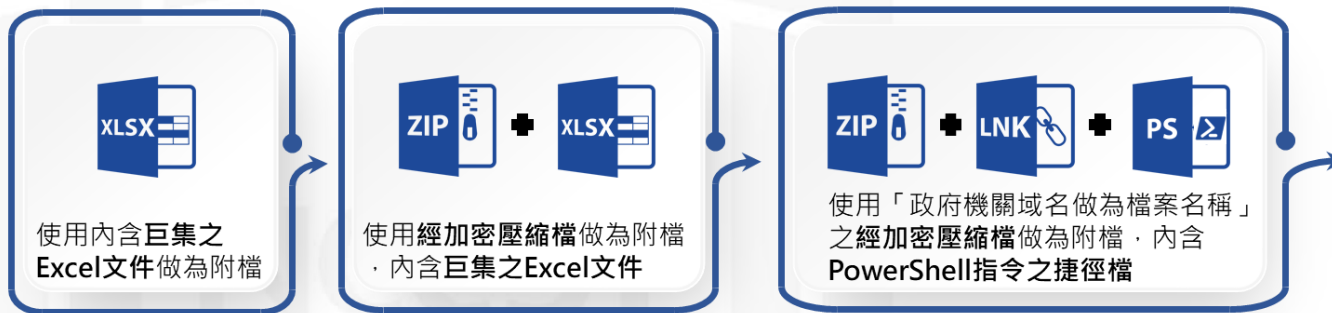 XLSX
使用內含巨集之
Excel文件做為附檔
ZIP
XLSX
使用經加密壓縮檔做為附檔
，內含巨集之Excel文件
ZIP
LNK
PS
使用「政府機關域名做為檔案名稱」
之經加密壓縮檔做為附檔，內含
PowerShell指令之捷徑檔